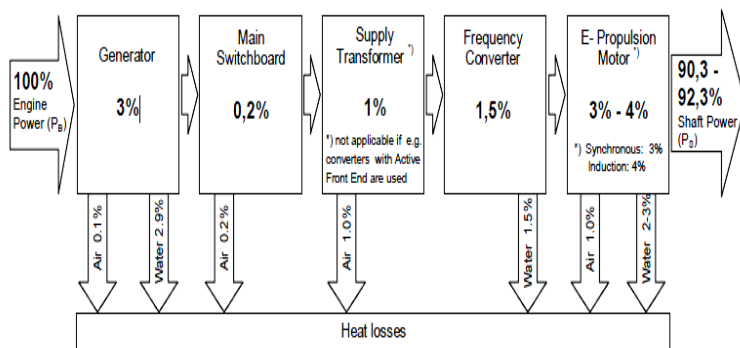 100%
Engine
Power (PB)
Generator
3%
Main
Switchboard
0,2%
Supply
Transformer *)
1%
*) not applicable if e.g.
converters with Active
Front End are used
Frequency
Converter
1,5%
E- Propulsion
Motor *)
3% - 4%
*) Synchronous: 3%
Induction: 4%
90,3 -
92,3%
Shaft Power
(PS)
Air 0.1%
Water 2.9%
Air 0.2%
Air 1.0%
Water 1.5%
Air 1.0%
Water 2-3%
Heat losses